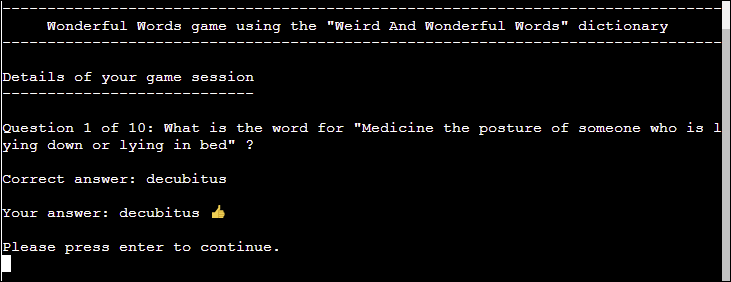 --------------------------------------------------------------------------------
Wonderful Words game using the "Weird And Wonderful Words" dictionary
--------------------------------------------------------------------------------
Details of your game session
----------------------------
Question 1 of 10: What is the word for "Medicine the posture of someone who is l
ying down or lying in bed" ?
Correct answer: decubitus
Your answer: decubitus 👍
Please press enter to continue.